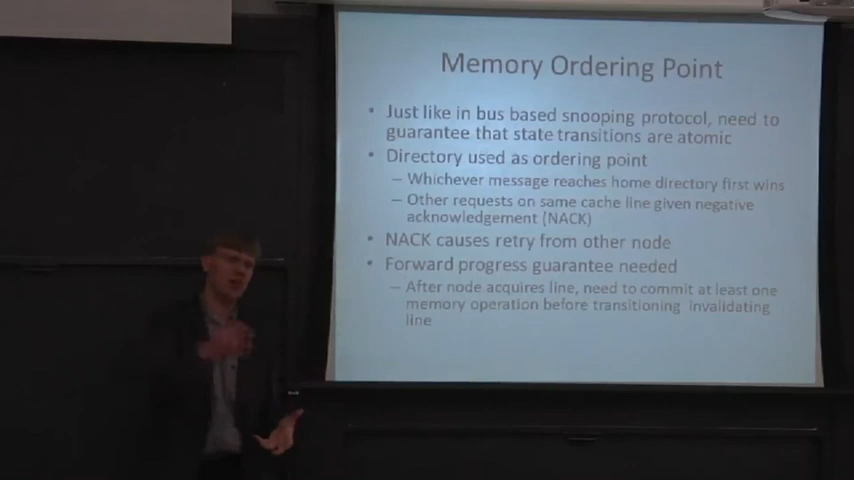 Memory Ordering Point
• Just like in bus based snooping protocol, need to
guarantee that state transitions are atomic
• Directory used as ordering point
– Whichever message reaches home directory first wins
– Other requests on same cache line given negative
acknowledgement (NACK)
• NACK causes retry from other node
• Forward progress guarantee needed
– After node acquires line, need to commit at least one
memory operation before transitioning invalidating
line